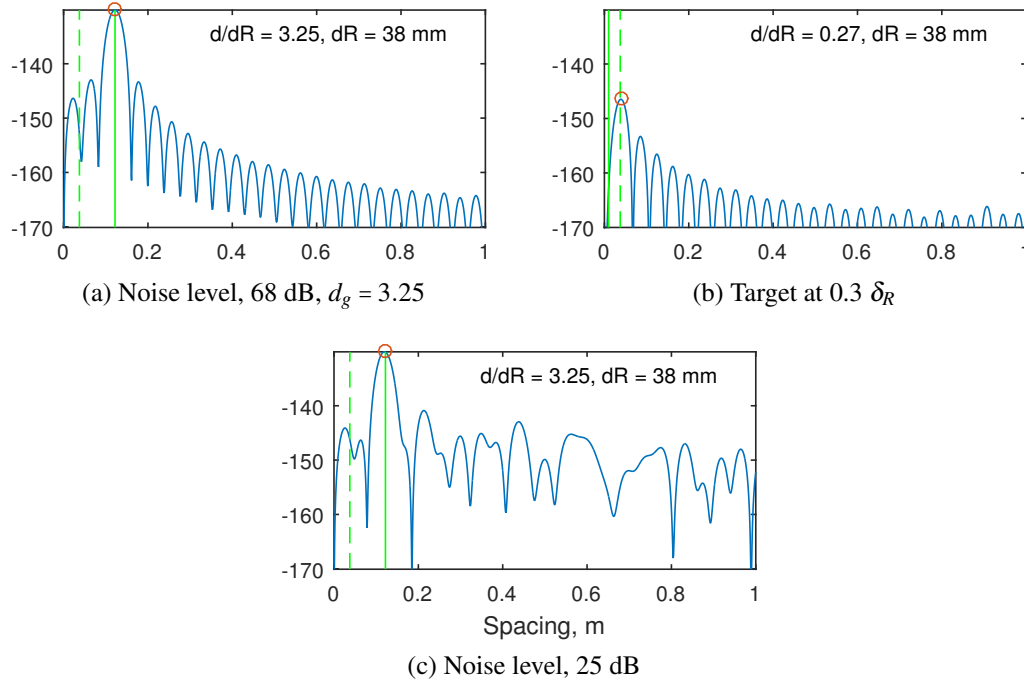 d/dR = 3.25, dR = 38 mm
-140
-150
-160
-170
0 0.2 0.4 0.6 0.8 1
(a) Noise level, 68 dB, d_g = 3.25
d/dR = 0.27, dR = 38 mm
-140
-150
-160
-170
0 0.2 0.4 0.6 0.8 1
(b) Target at 0.3 δ_R
d/dR = 3.25, dR = 38 mm
-140
-150
-160
-170
0 0.2 0.4 0.6 0.8 1
Spacing, m
(c) Noise level, 25 dB